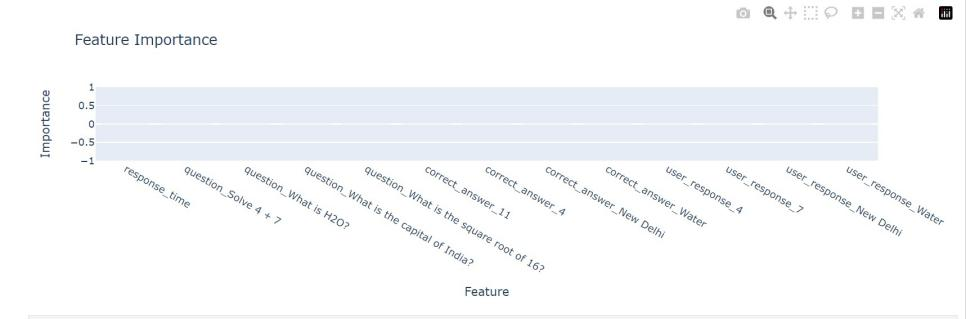 Feature Importance
Importance
1
0.5
0
−0.5
−1
response_time
question_Solve 4 + 7
question_What is H2O?
question_What is the capital of India?
question_What is the square root of 16?
correct_answer_11
correct_answer_4
correct_answer_New Delhi
correct_answer_Water
user_response_4
user_response_7
user_response_New Delhi
user_response_Water
Feature